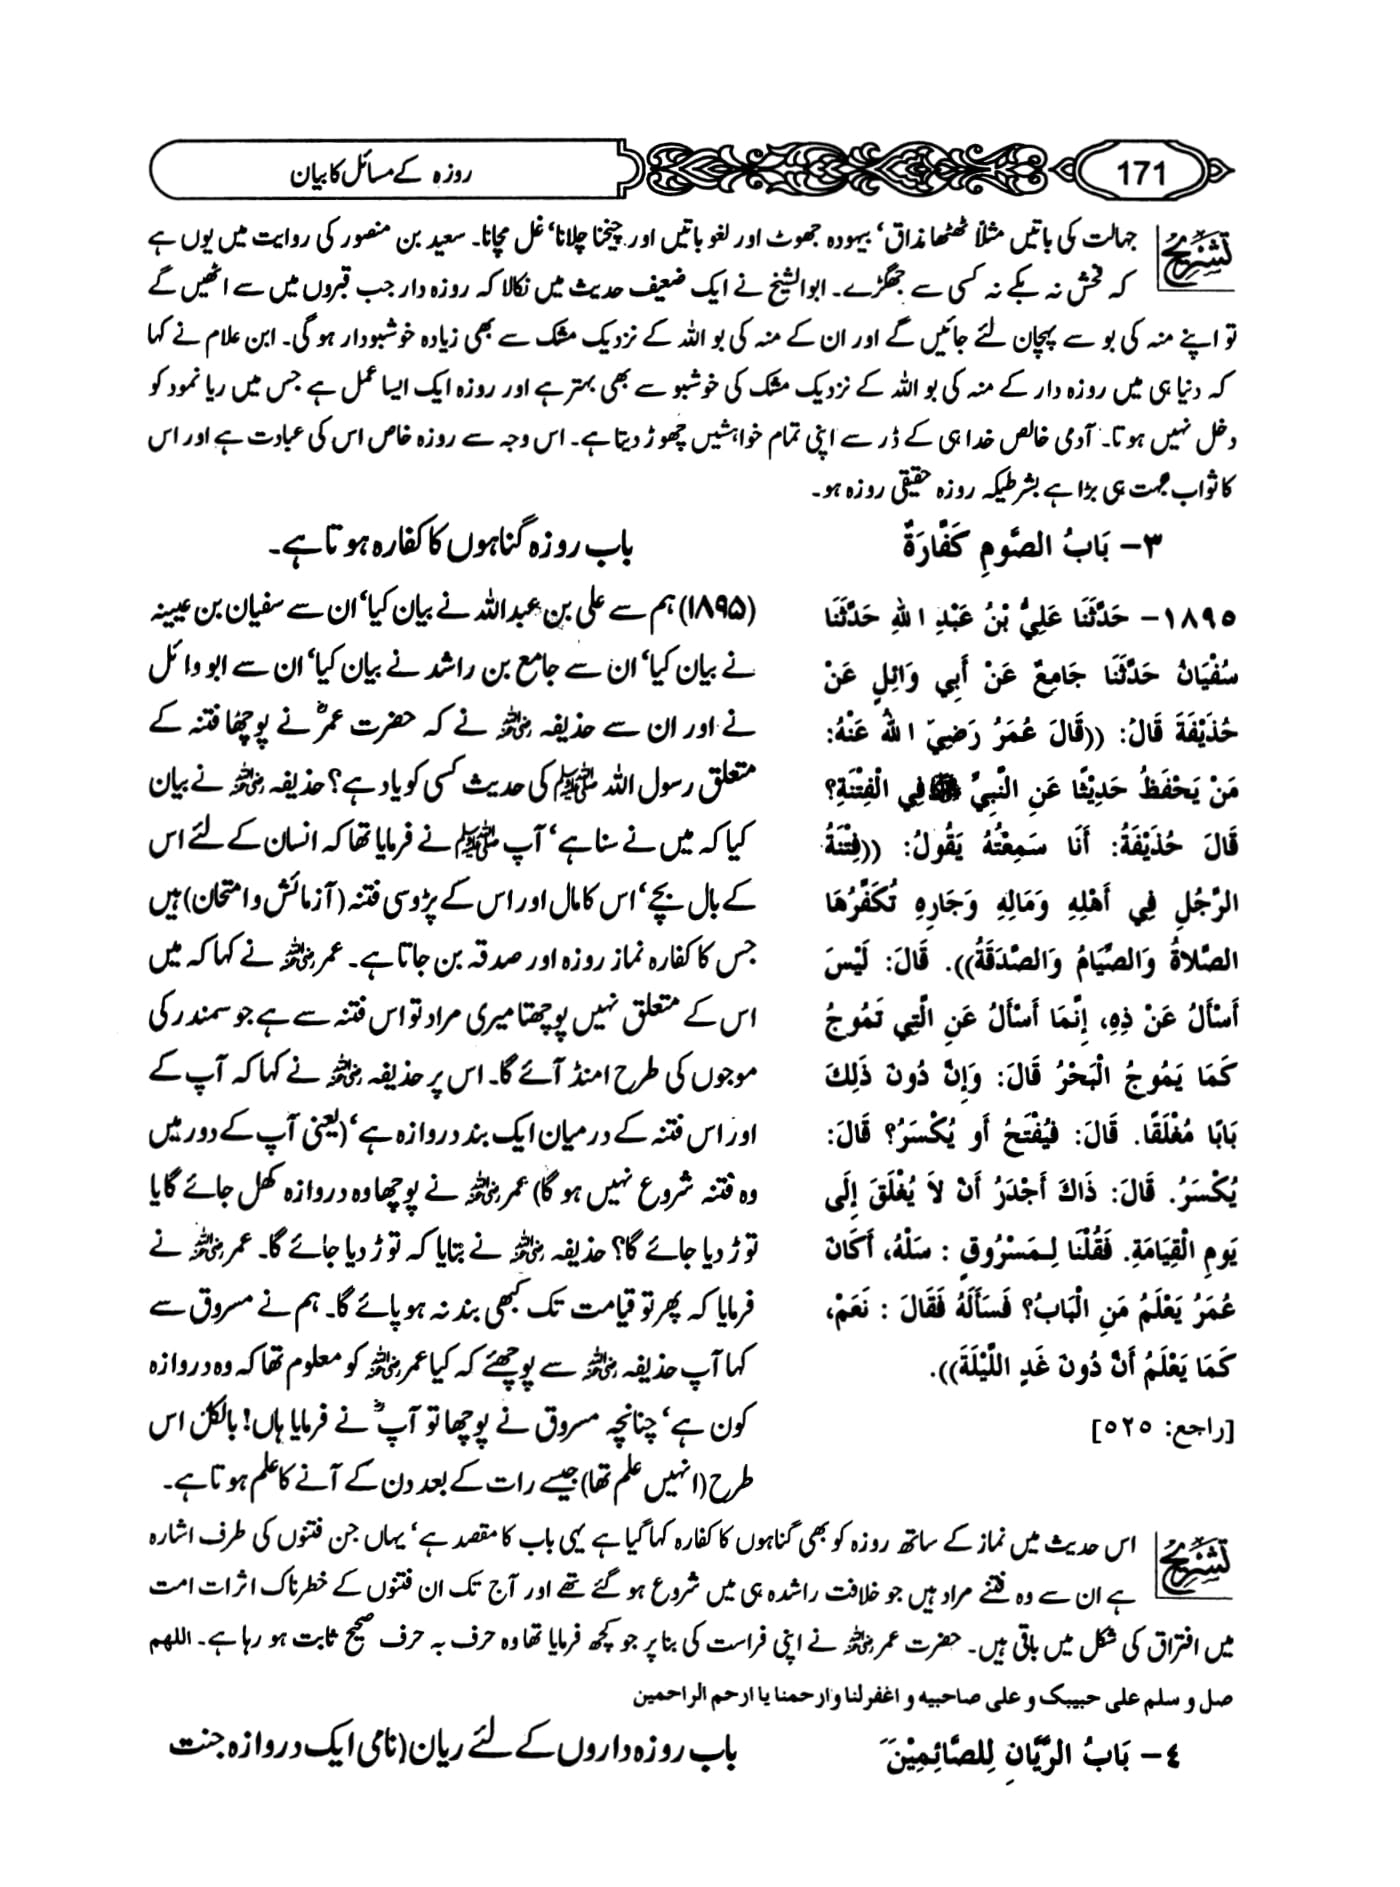 171
روزہ کے مسائل کا بیان
تشریح
جہالت کی باتیں مثلاً ٹھٹھا مذاق‘ بیہودہ جھوٹ اور لغو باتیں اور چیخنا چلانا‘ غل مچانا۔ سعید بن منصور کی روایت میں یوں ہے
کہ فحش نہ بکے نہ کسی سے جھگڑے۔ ابوالشیخ نے ایک ضعیف حدیث میں نکالا کہ روزہ دار جب قبروں میں سے اٹھیں گے
تو اپنے منہ کی بو سے پہچان لئے جائیں گے اور ان کے منہ کی بو اللہ کے نزدیک مشک سے بھی زیادہ خوشبودار ہو گی۔ ابن علام نے کہا
کہ دنیا ہی میں روزہ دار کے منہ کی بو اللہ کے نزدیک مشک کی خوشبو سے بھی بہتر ہے اور روزہ ایک ایسا عمل ہے جس میں ریا نمود کو
دخل نہیں ہوتا۔ آدمی خالص خدا ہی کے ڈر سے اپنی تمام خواہشیں چھوڑ دیتا ہے۔ اس وجہ سے روزہ خاص اس کی عبادت ہے اور اس
کا ثواب بہت ہی بڑا ہے بشرطیکہ روزہ حقیقی روزہ ہو۔
٣- بَابُ الصَّومِ كَفَّارَةٌ
١٨٩٥- حَدَّثَنَا عَلِيُّ بْنُ عَبْدِ اللهِ حَدَّثَنَا
سُفْيَانُ حَدَّثَنَا جَامِعٌ عَنْ أَبِي وَائِلٍ عَنْ
حُذَيْفَةَ قَالَ: ((قَالَ عُمَرُ رَضِيَ اللهُ عَنْهُ:
مَنْ يَحْفَظُ حَدِيْثًا عَنِ النَّبِيِّ ﷺ فِي الْفِتْنَةِ؟
قَالَ حُذَيْفَةُ: أَنَا سَمِعْتُهُ يَقُولُ: ((فِتْنَةُ
الرَّجُلِ فِي أَهْلِهِ وَمَالِهِ وَجَارِهِ تُكَفِّرُهَا
الصَّلاَةُ وَالصِّيَامُ وَالصَّدَقَةُ)). قَالَ: لَيْسَ
أَسْأَلُ عَنْ ذِهِ، إِنَّمَا أَسْأَلُ عَنِ الَّتِي تَمُوجُ
كَمَا يَمُوجُ الْبَحْرُ قَالَ: وَإِنَّ دُونَ ذَلِكَ
بَابًا مُغْلَقًا. قَالَ: فَيُفْتَحُ أَو يُكْسَرُ؟ قَالَ:
يُكْسَرُ. قَالَ: ذَاكَ أَجْدَرُ أَنْ لاَ يُغْلَقَ إِلَى
يَومِ الْقِيَامَةِ. فَقُلْنَا لِمَسْرُوقٍ : سَلْهُ، أَكَانَ
عُمَرُ يَعْلَمُ مَنِ الْبَابُ؟ فَسَأَلَهُ فَقَالَ : نَعَمْ،
كَمَا يَعْلَمُ أَنَّ دُونَ غَدٍ اللَّيْلَةَ)).
[راجع: ٥٢٥]
باب روزہ گناہوں کا کفارہ ہوتا ہے۔
(۱۸۹۵) ہم سے علی بن عبداللہ نے بیان کیا‘ ان سے سفیان بن عیینہ
نے بیان کیا‘ ان سے جامع بن راشد نے بیان کیا‘ ان سے ابو وائل
نے اور ان سے حذیفہ رضی اللہ عنہ نے کہ حضرت عمرؓ نے پوچھا فتنہ کے
متعلق رسول اللہ ﷺ کی حدیث کسی کو یاد ہے؟ حذیفہ رضی اللہ عنہ نے بیان
کیا کہ میں نے سنا ہے‘ آپ ﷺ نے فرمایا تھا کہ انسان کے لئے اس
کے بال بچے‘ اس کا مال اور اس کے پڑوسی فتنہ (آزمائش و امتحان) ہیں
جس کا کفارہ نماز روزہ اور صدقہ بن جاتا ہے۔ عمر رضی اللہ عنہ نے کہا کہ میں
اس کے متعلق نہیں پوچھتا میری مراد تو اس فتنہ سے ہے جو سمندر کی
موجوں کی طرح امنڈ آئے گا۔ اس پر حذیفہ رضی اللہ عنہ نے کہا کہ آپ کے
اور اس فتنہ کے درمیان ایک بند دروازہ ہے‘ (یعنی آپ کے دور میں
وہ فتنہ شروع نہیں ہو گا) عمر رضی اللہ عنہ نے پوچھا وہ دروازہ کھل جائے گا یا
توڑ دیا جائے گا؟ حذیفہ رضی اللہ عنہ نے بتایا کہ توڑ دیا جائے گا۔ عمر رضی اللہ عنہ نے
فرمایا کہ پھر تو قیامت تک کبھی بند نہ ہو پائے گا۔ ہم نے مسروق سے
کہا آپ حذیفہ رضی اللہ عنہ سے پوچھئے کہ کیا عمر رضی اللہ عنہ کو معلوم تھا کہ وہ دروازہ
کون ہے‘ چنانچہ مسروق نے پوچھا تو آپؓ نے فرمایا ہاں! بالکل اس
طرح (انہیں علم تھا) جیسے رات کے بعد دن کے آنے کا علم ہوتا ہے۔
تشریح
اس حدیث میں نماز کے ساتھ روزہ کو بھی گناہوں کا کفارہ کہا گیا ہے یہی باب کا مقصد ہے‘ یہاں جن فتنوں کی طرف اشارہ
ہے ان سے وہ فتنے مراد ہیں جو خلافت راشدہ ہی میں شروع ہو گئے تھے اور آج تک ان فتنوں کے خطرناک اثرات امت
میں افتراق کی شکل میں باقی ہیں۔ حضرت عمر رضی اللہ عنہ نے اپنی فراست کی بنا پر جو کچھ فرمایا تھا وہ حرف بہ حرف صحیح ثابت ہو رہا ہے۔ اللھم
صل و سلم علی حبیبک و علی صاحبیه و اغفرلنا وارحمنا یا ارحم الراحمین
٤- بَابُ الرَّيَّانِ لِلصَّائِمِيْنَ
باب روزہ داروں کے لئے ریان (نامی ایک دروازہ جنت